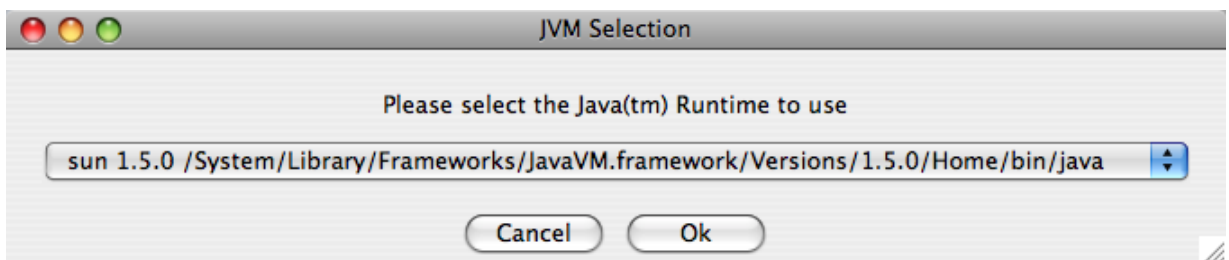 JVM Selection
Please select the Java(tm) Runtime to use
sun 1.5.0 /System/Library/Frameworks/JavaVM.framework/Versions/1.5.0/Home/bin/java
Cancel Ok